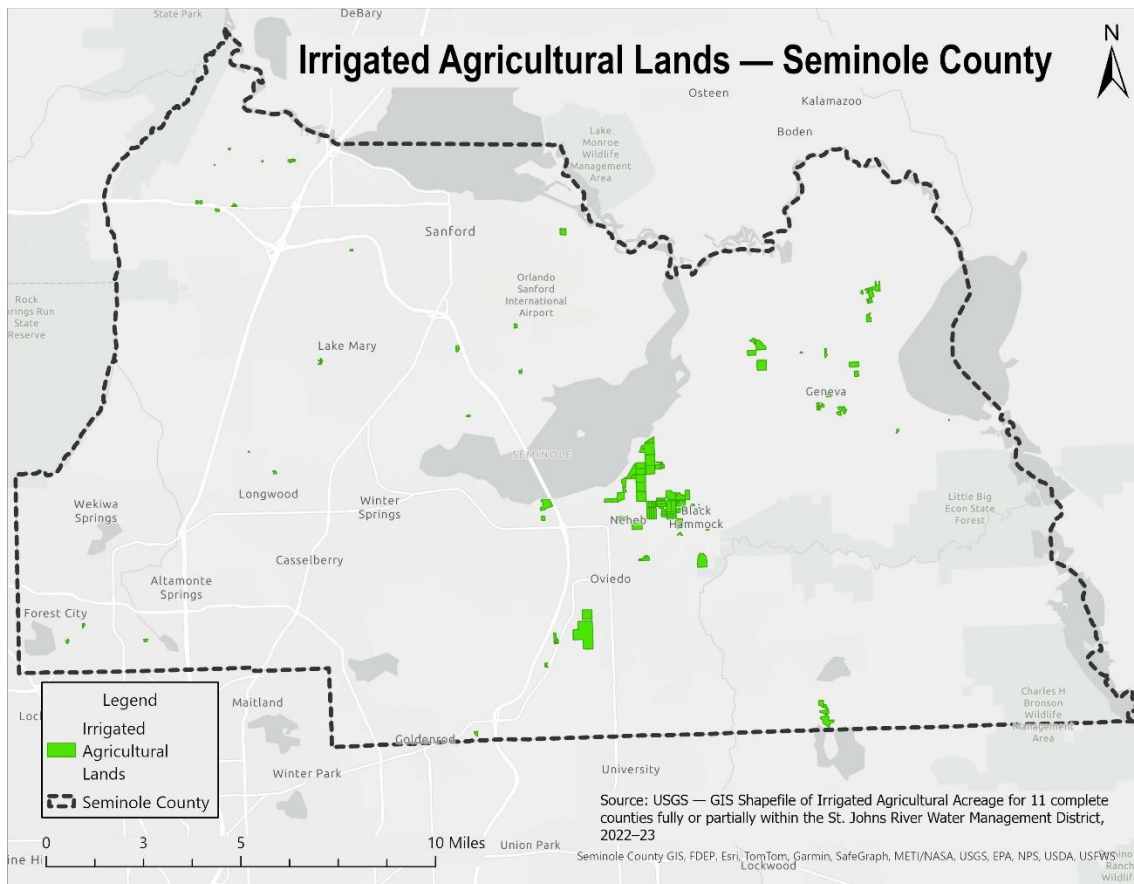 State Park
DeBary
Irrigated Agricultural Lands — Seminole County
N
Osteen
Kalamazoo
Boden
Lake
Monroe
Wildlife
Management
Area
Sanford
Orlando
Sanford
International
Airport
Rock
Springs Run
State
Reserve
Lake Mary
Geneva
SEMINOLE
Wekiwa
Springs
Longwood
Winter
Springs
Neheb
Black
Hammock
Little Big
Econ State
Forest
Casselberry
Altamonte
Springs
Oviedo
Forest City
Legend
Irrigated
Agricultural
Lands
Seminole County
Maitland
Goldenrod
Winter Park
University
Charles H
Bronson
Wildlife
Management
Area
Source: USGS — GIS Shapefile of Irrigated Agricultural Acreage for 11 complete
counties fully or partially within the St. Johns River Water Management District,
2022–23
0 3 5 10 Miles
Union Park
Seminole County GIS, FDEP, Esri, TomTom, Garmin, SafeGraph, METI/NASA, USGS, EPA, NPS, USDA, USFWS
Lockwood